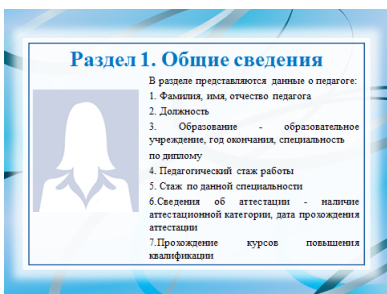 Раздел 1. Общие сведения
В разделе представляются данные о педагоге:
1. Фамилия, имя, отчество педагога
2. Должность
3. Образование - образовательное
учреждение, год окончания, специальность
по диплому
4. Педагогический стаж работы
5. Стаж по данной специальности
6.Сведения об аттестации - наличие
аттестационной категории, дата прохождения
аттестации
7.Прохождение курсов повышения
квалификации